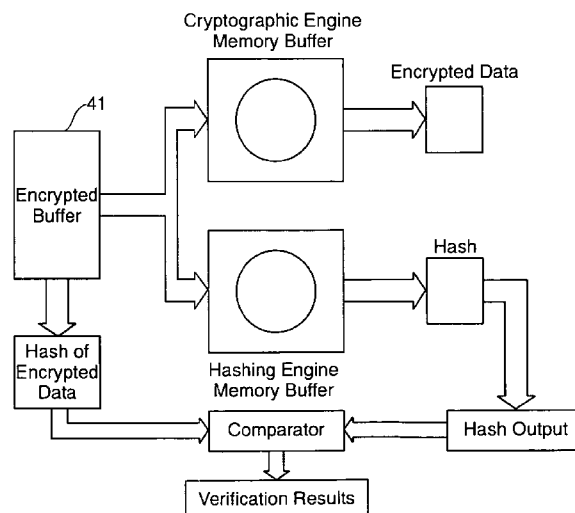 Cryptographic Engine
Memory Buffer
Encrypted Data
41
Encrypted
Buffer
Hash
Hash of
Encrypted
Data
Hashing Engine
Memory Buffer
Comparator
Hash Output
Verification Results